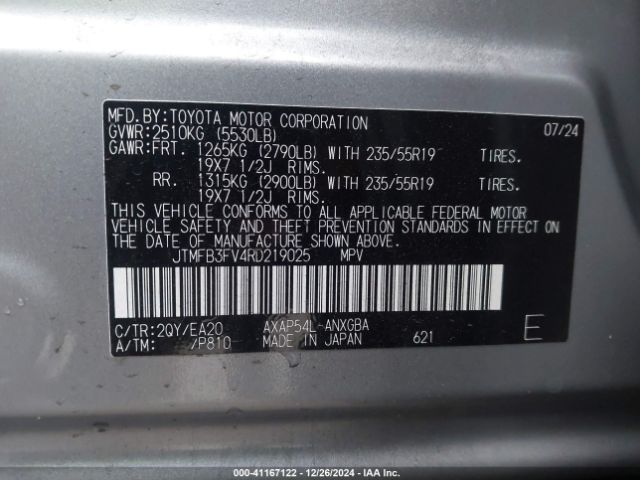 MFD.BY:TOYOTA MOTOR CORPORATION 07/24
GVWR:2510KG (5530LB)
GAWR:FRT. 1265KG (2790LB) WITH 235/55R19 TIRES.
19X7 1/2J RIMS.
RR. 1315KG (2900LB) WITH 235/55R19 TIRES.
19X7 1/2J RIMS.
THIS VEHICLE CONFORMS TO ALL APPLICABLE FEDERAL MOTOR
VEHICLE SAFETY AND THEFT PREVENTION STANDARDS IN EFFECT ON
THE DATE OF MANUFACTURE SHOWN ABOVE.
JTMFB3FV4RD219025 MPV
C/TR:2QY/EA20 AXAP54L-ANXGBA
A/TM: /P810 MADE IN JAPAN 621 E
000-41167122 - 12/26/2024 - IAA Inc.